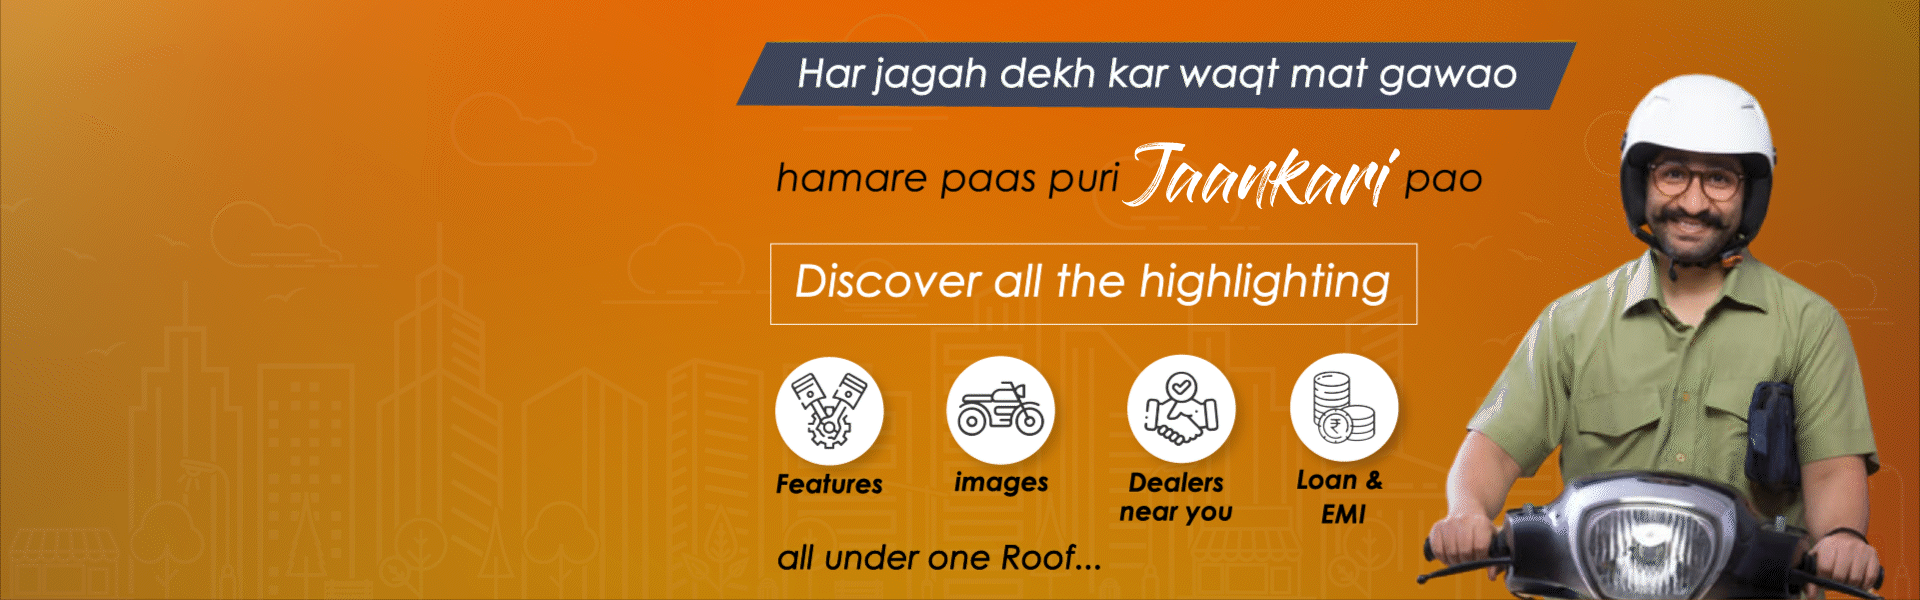 Har jagah dekh kar waqt mat gawao
hamare paas puri Jaankari pao
Discover all the highlighting
₹
Features
images
Dealers
near you
Loan &
EMI
all under one Roof...